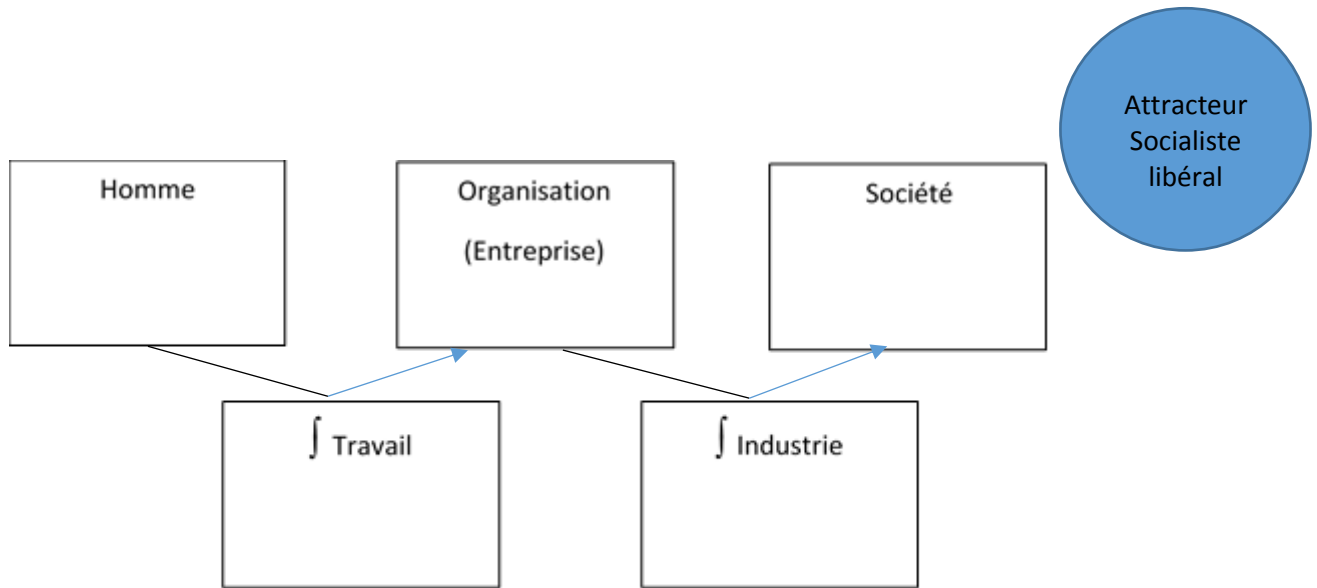 Attracteur
Socialiste
libéral
Homme
Organisation
(Entreprise)
Société
∫ Travail
∫ Industrie